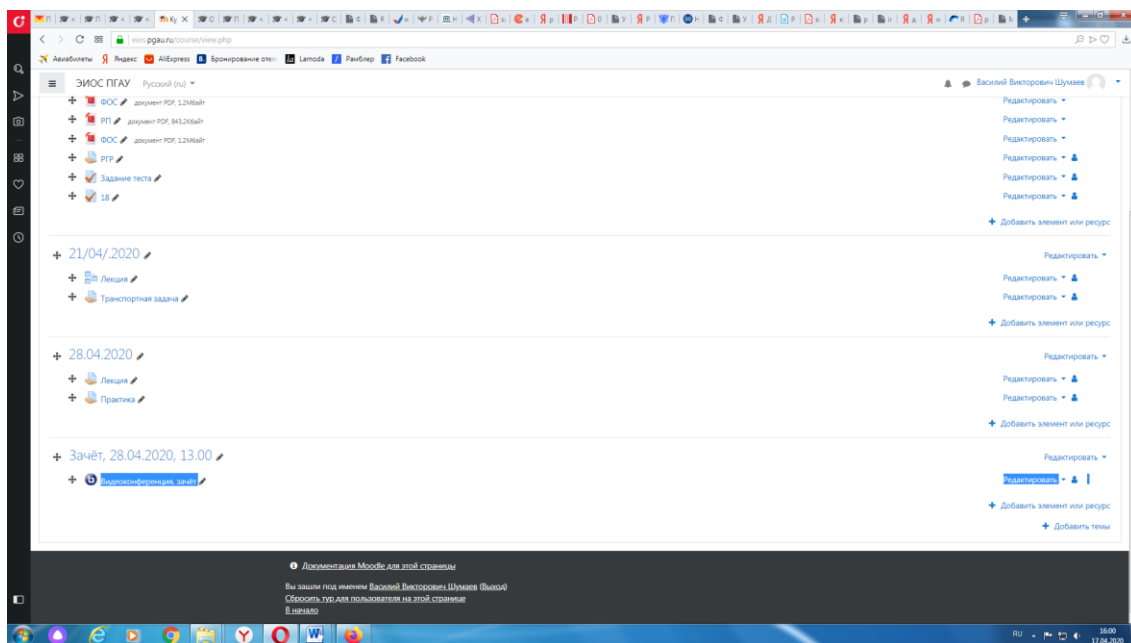 eios.pgau.ru/course/view.php
Авиабилеты Яндекс AliExpress Бронирование отел Lamoda Рамблер Facebook
ЭИОС ПГАУ Русский (ru) Василий Викторович Шумаев
ФОС документ PDF, 1.2Мбайт Редактировать
РП документ PDF, 843.2Кбайт Редактировать
ФОС документ PDF, 1.2Мбайт Редактировать
РГР Редактировать
Задание теста Редактировать
18 Редактировать
Добавить элемент или ресурс
21/04/.2020 Редактировать
Лекция Редактировать
Транспортная задача Редактировать
Добавить элемент или ресурс
28.04.2020 Редактировать
Лекция Редактировать
Практика Редактировать
Добавить элемент или ресурс
Зачёт, 28.04.2020, 13.00 Редактировать
Видеоконференция, зачёт Редактировать
Добавить элемент или ресурс
Добавить темы
Документация Moodle для этой страницы
Вы зашли под именем Василий Викторович Шумаев (Выход)
Сбросить тур для пользователя на этой странице
В начало
RU 16:00
17.04.2020